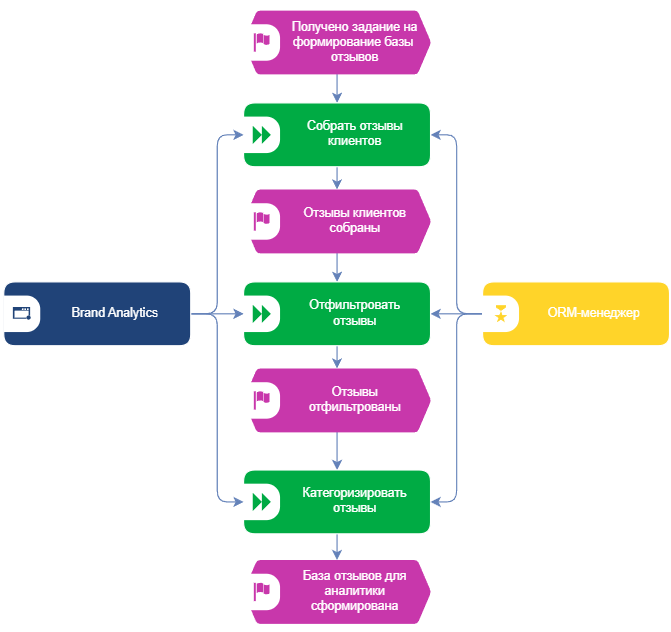 Получено задание на
формирование базы
отзывов
Собрать отзывы
клиентов
Отзывы клиентов
собраны
Brand Analytics
Отфильтровать
отзывы
ORM-менеджер
Отзывы
отфильтрованы
Категоризировать
отзывы
База отзывов для
аналитики
сформирована